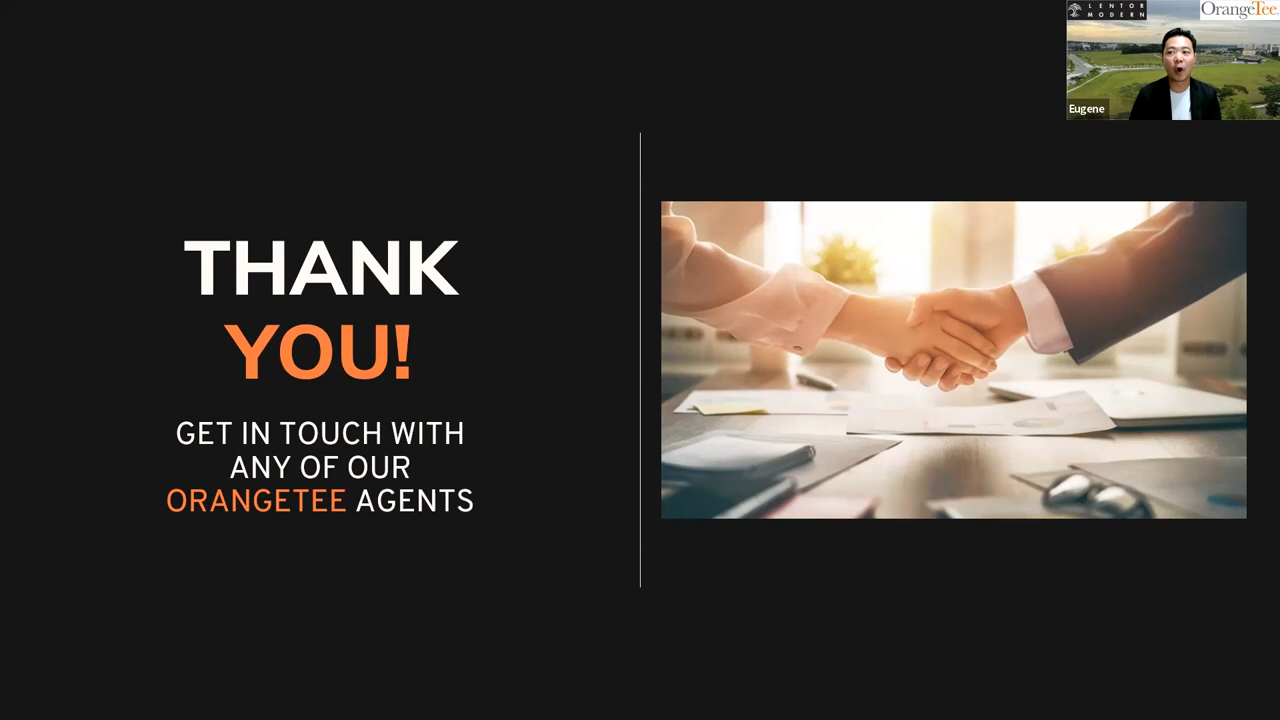 LENTOR
MODERN
OrangeTee
Eugene
THANK
YOU!
GET IN TOUCH WITH
ANY OF OUR
ORANGETEE AGENTS